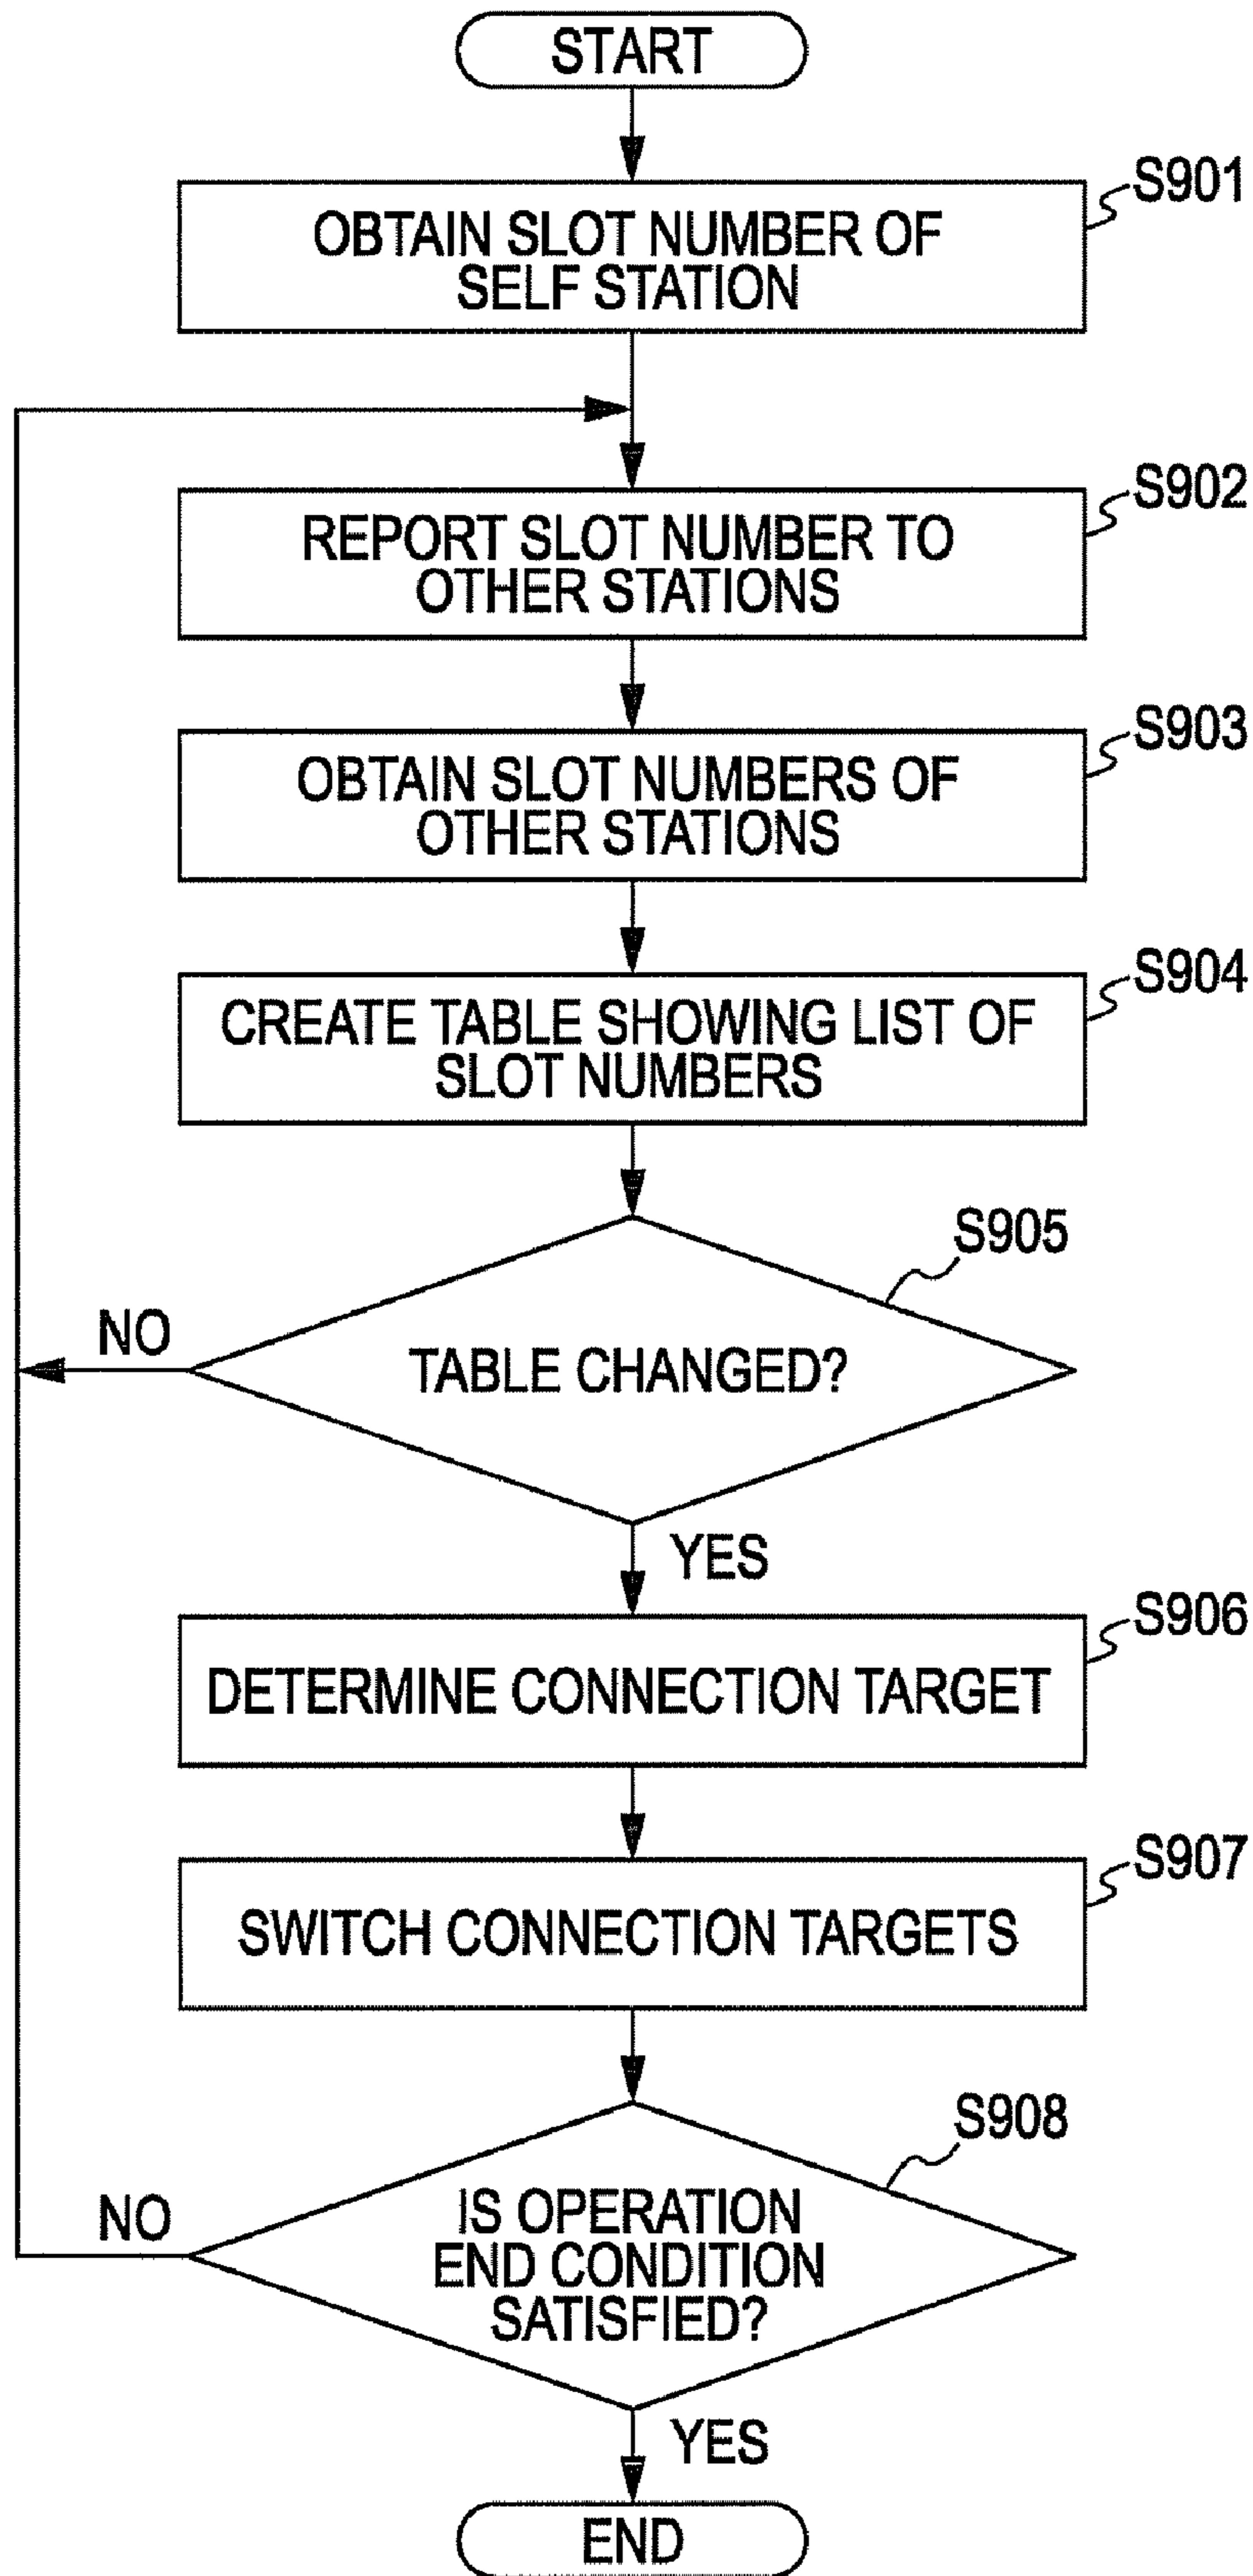 START
S901
OBTAIN SLOT NUMBER OF
SELF STATION
S902
REPORT SLOT NUMBER TO
OTHER STATIONS
S903
OBTAIN SLOT NUMBERS OF
OTHER STATIONS
S904
CREATE TABLE SHOWING LIST OF
SLOT NUMBERS
S905
NO
TABLE CHANGED?
YES
S906
DETERMINE CONNECTION TARGET
S907
SWITCH CONNECTION TARGETS
S908
NO
IS OPERATION
END CONDITION
SATISFIED?
YES
END